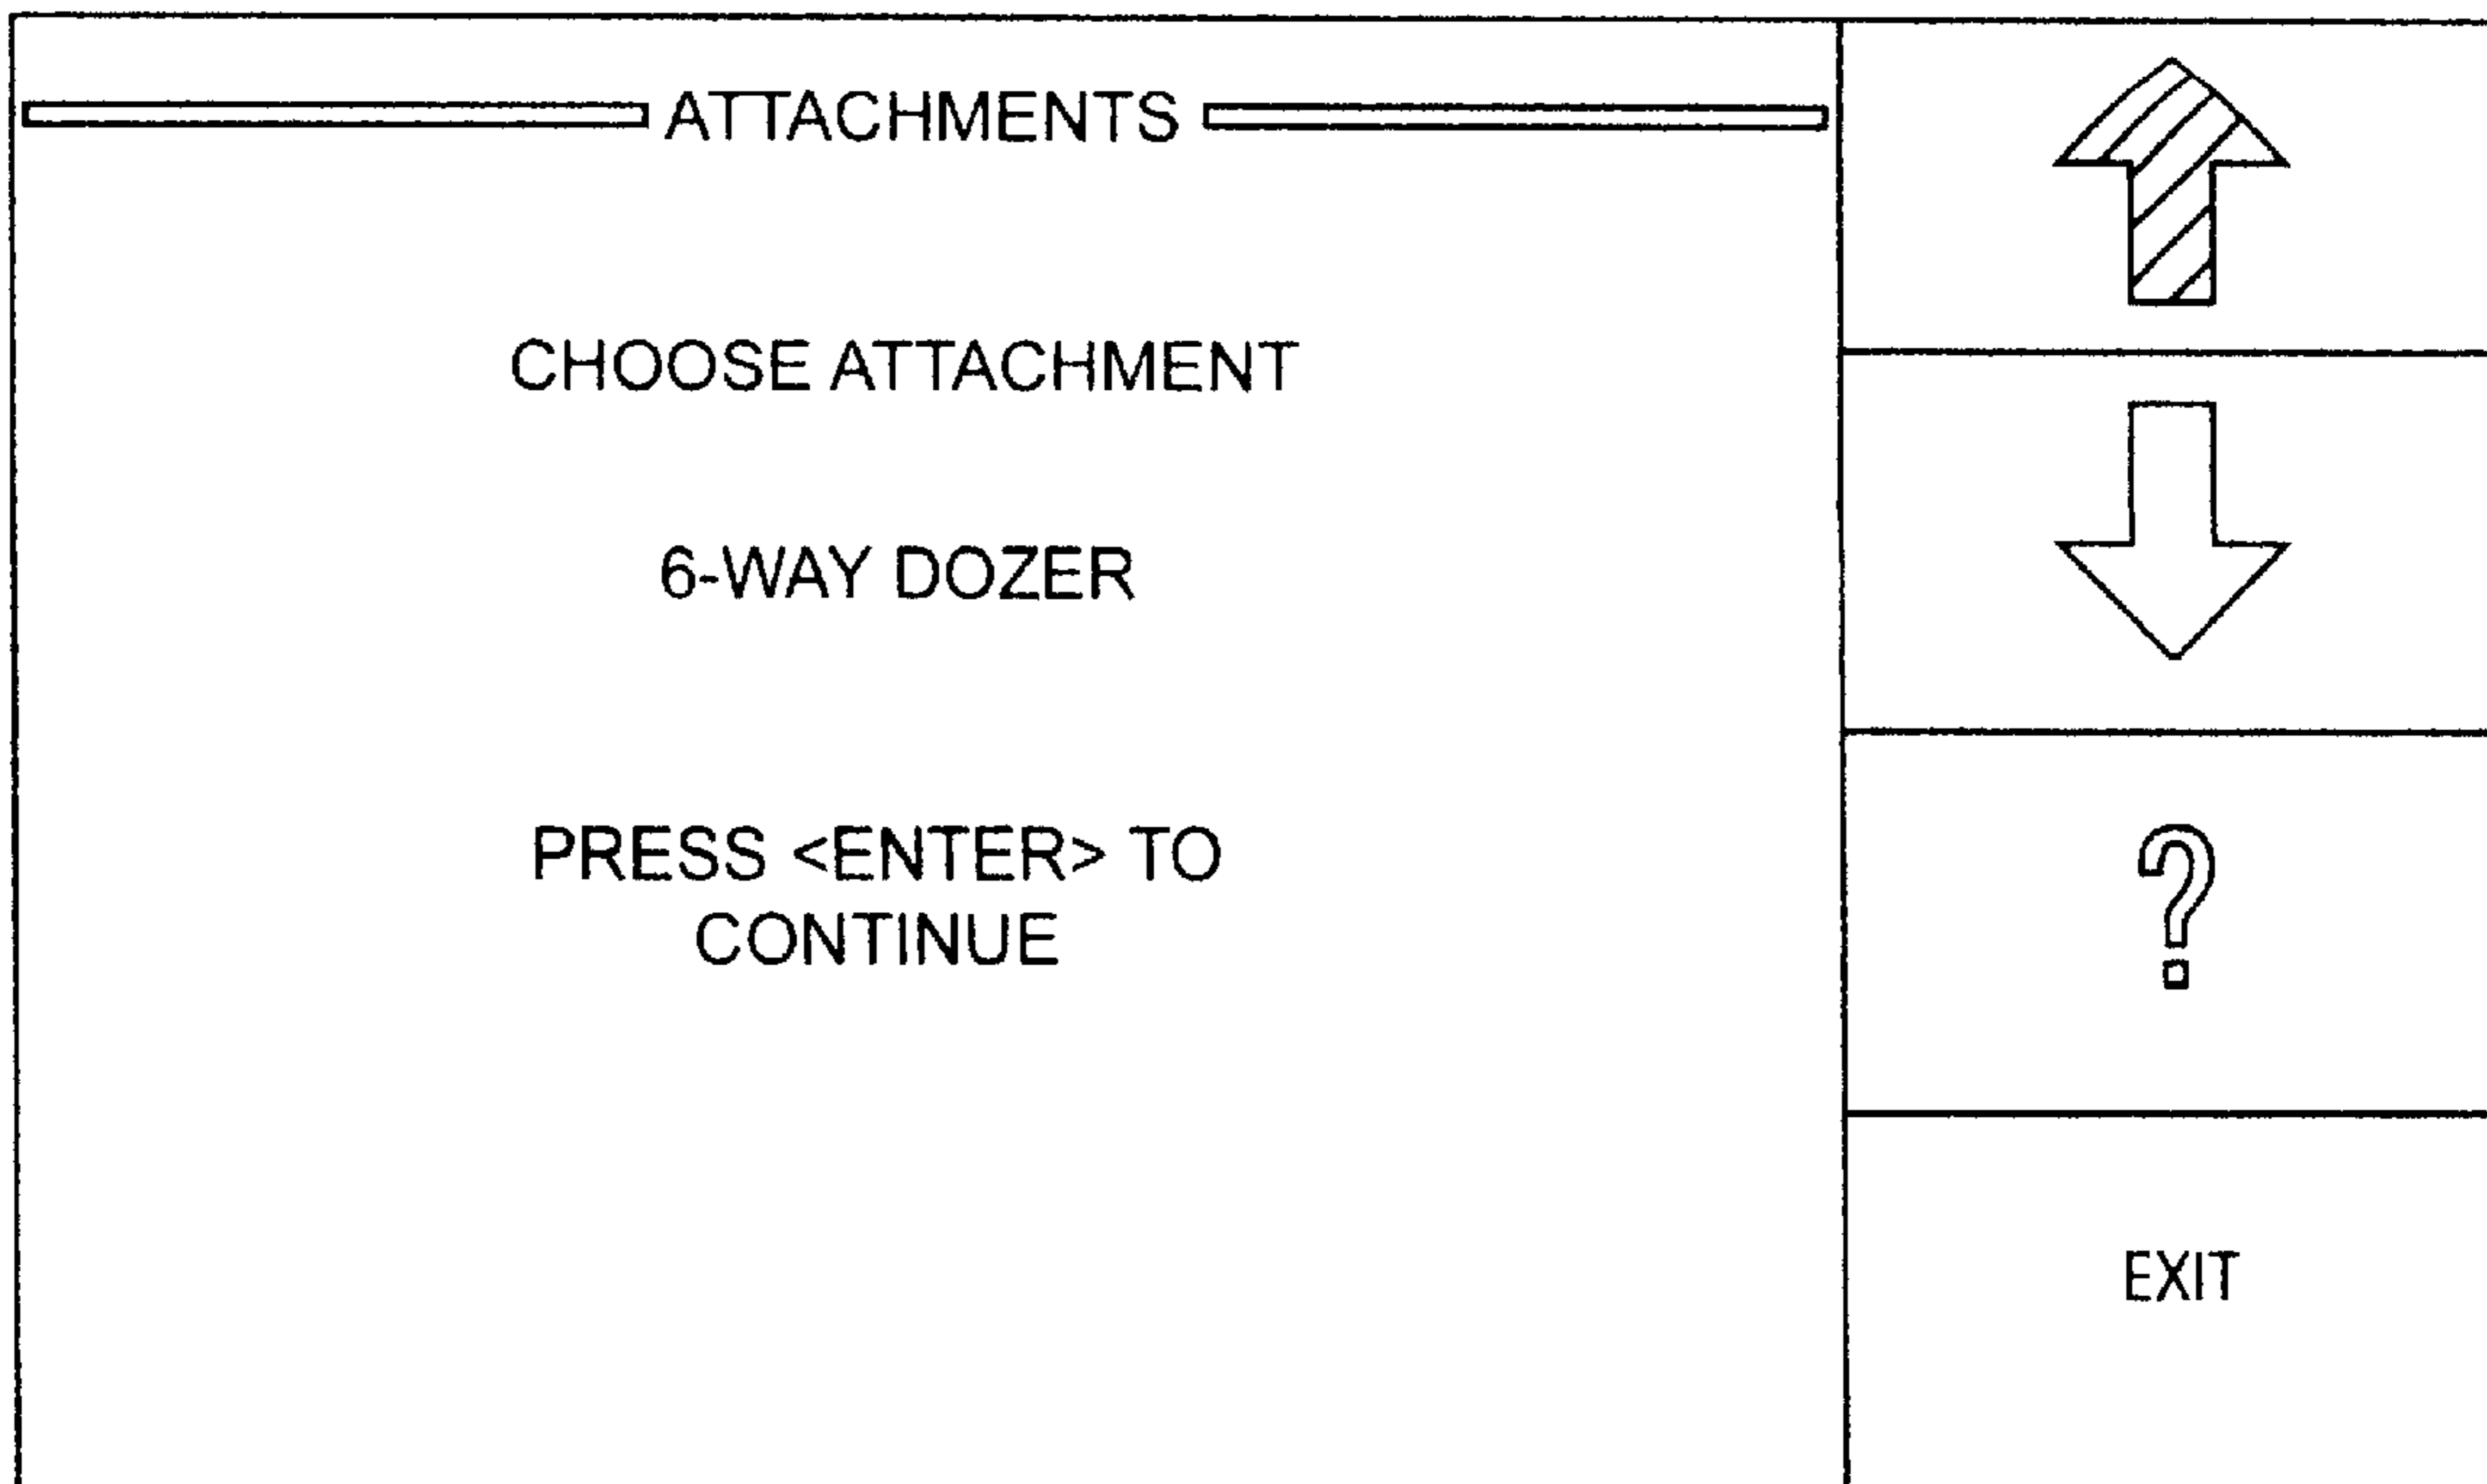 ATTACHMENTS
CHOOSE ATTACHMENT
6-WAY DOZER
PRESS <ENTER> TO
CONTINUE
?
EXIT